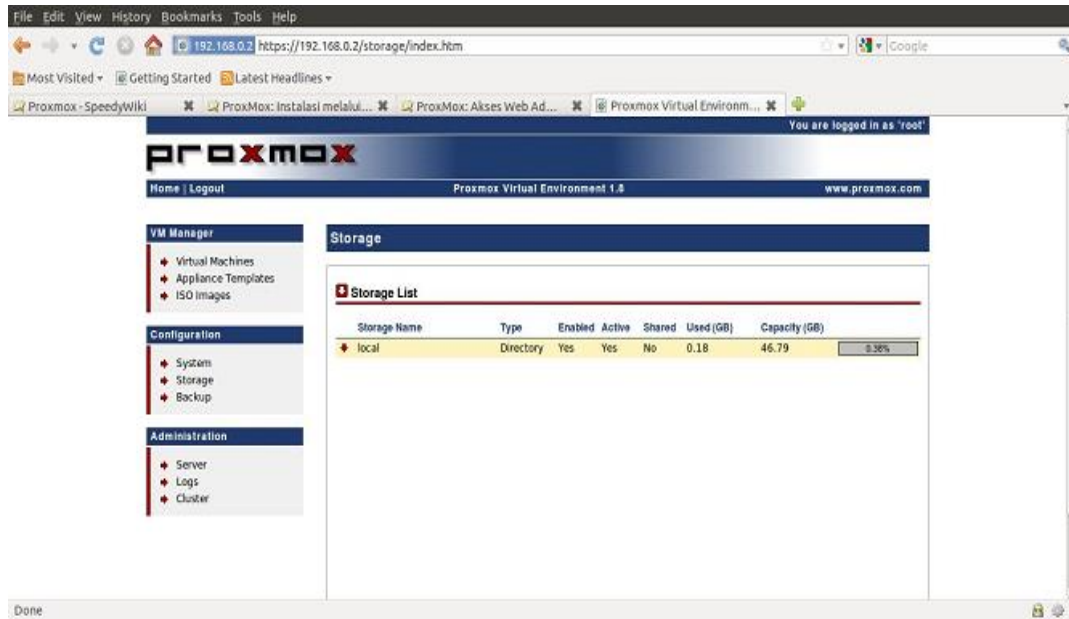 File Edit View History Bookmarks Tools Help
192.168.0.2 https://192.168.0.2/storage/index.htm
Google
Most Visited Getting Started Latest Headlines
Proxmox - SpeedyWiki ProxMox: Instalasi melalui... ProxMox: Akses Web Ad... Proxmox Virtual Environm...
You are logged in as 'root'
proxmox
Home | Logout Proxmox Virtual Environment 1.8 www.proxmox.com
VM Manager
Virtual Machines
Appliance Templates
ISO Images
Configuration
System
Storage
Backup
Administration
Server
Logs
Cluster
Storage
Storage List
Storage Name Type Enabled Active Shared Used (GB) Capacity (GB)
local Directory Yes Yes No 0.18 46.79 0.38%
Done